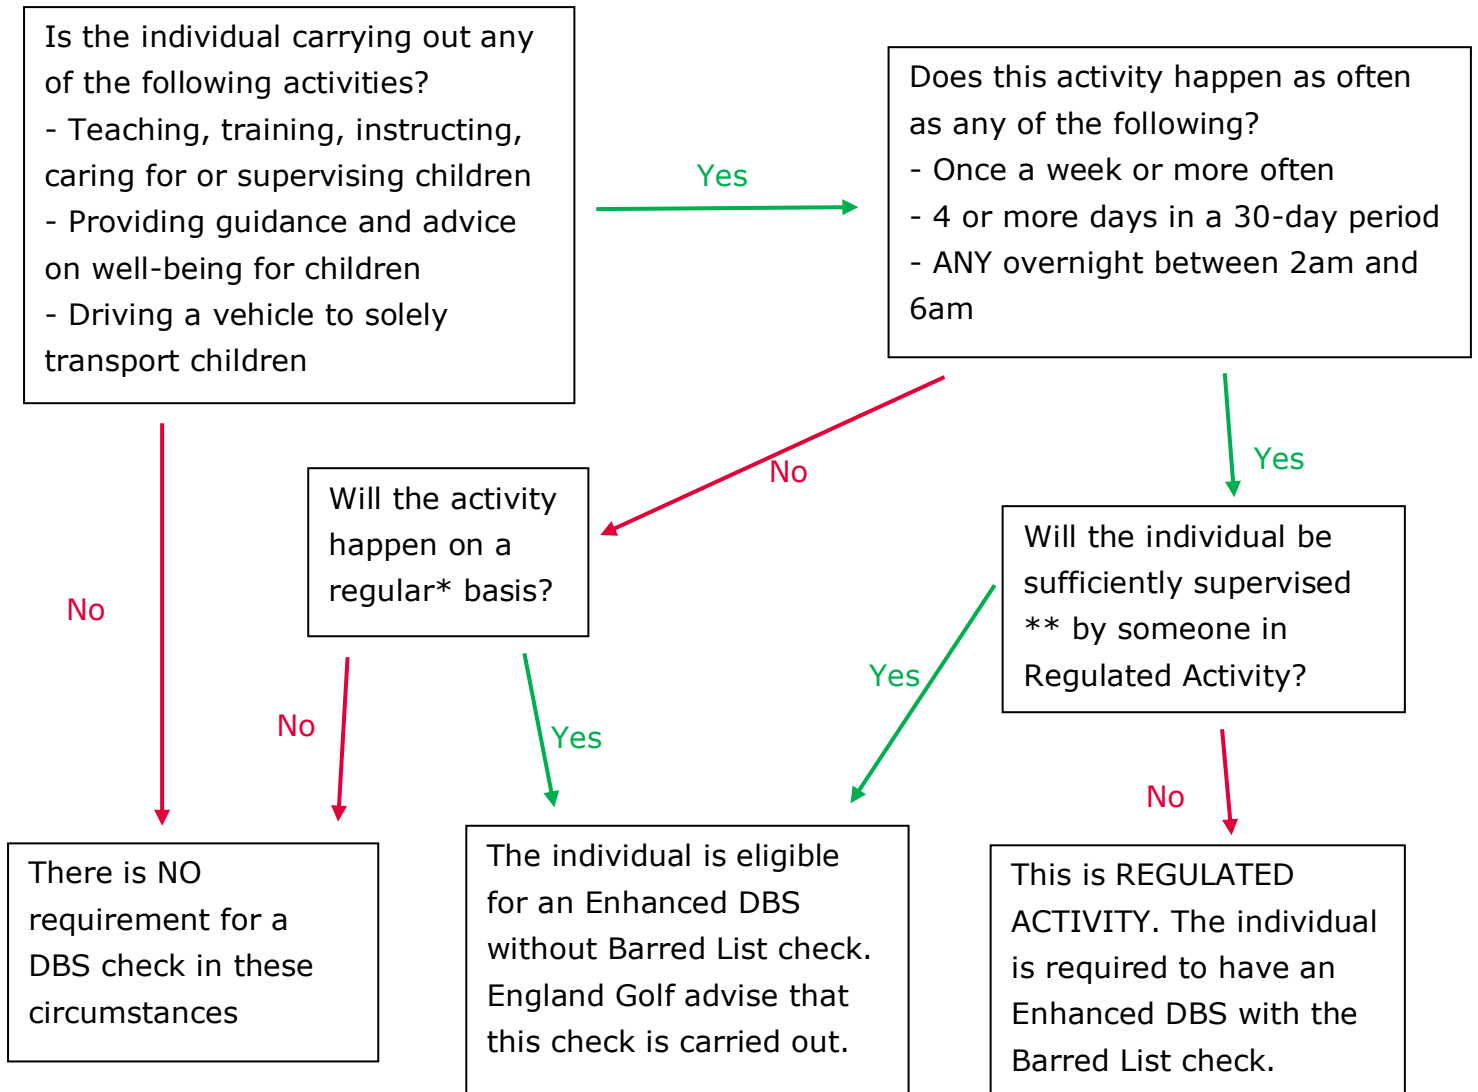 Is the individual carrying out any
of the following activities?
- Teaching, training, instructing,
caring for or supervising children
- Providing guidance and advice
on well-being for children
- Driving a vehicle to solely
transport children
Yes
Does this activity happen as often
as any of the following?
- Once a week or more often
- 4 or more days in a 30-day period
- ANY overnight between 2am and
6am
No
No
Yes
Will the activity
happen on a
regular* basis?
Will the individual be
sufficiently supervised
** by someone in
Regulated Activity?
No
Yes
Yes
No
There is NO
requirement for a
DBS check in these
circumstances
The individual is eligible
for an Enhanced DBS
without Barred List check.
England Golf advise that
this check is carried out.
This is REGULATED
ACTIVITY. The individual
is required to have an
Enhanced DBS with the
Barred List check.